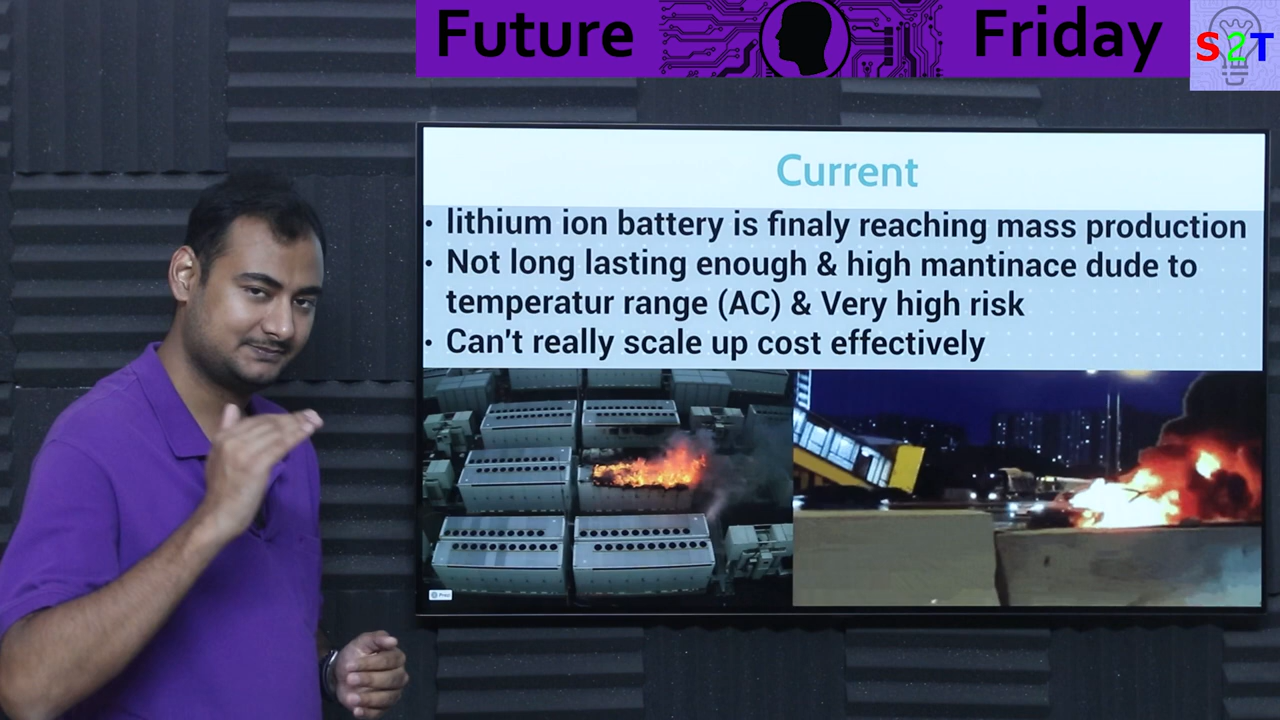 Future Friday
S2T
Current
• lithium ion battery is finaly reaching mass production
• Not long lasting enough & high mantinace dude to
temperatur range (AC) & Very high risk
• Can't really scale up cost effectively